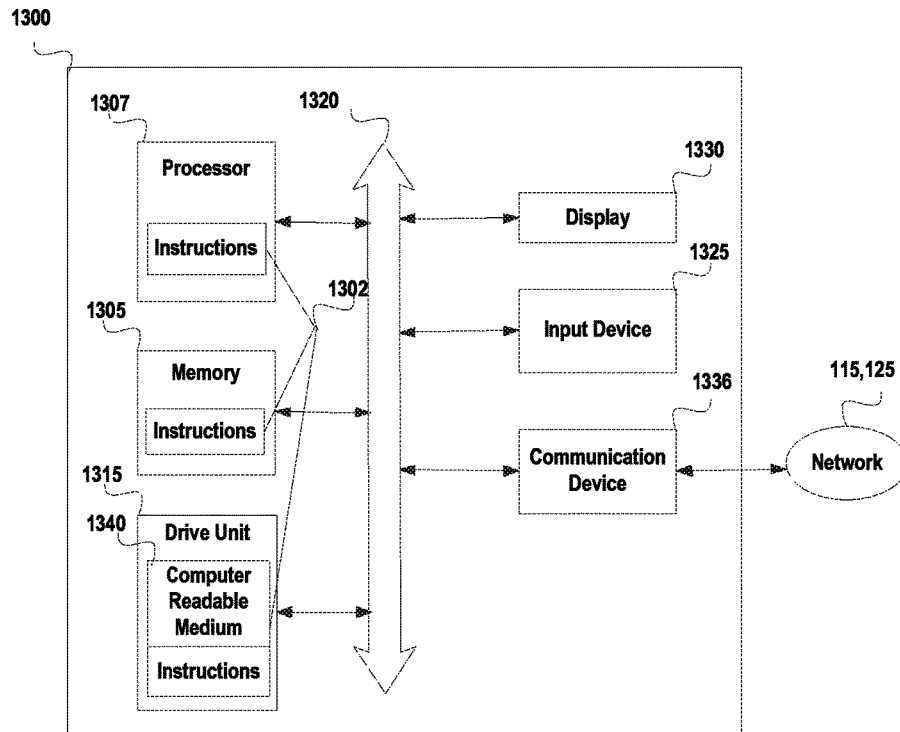 1300
1307
1320
1330
Processor
Display
Instructions
1325
1302
1305
Input Device
Memory
1336
115,125
Instructions
Communication
Device
Network
1315
1340
Drive Unit
Computer
Readable
Medium
Instructions